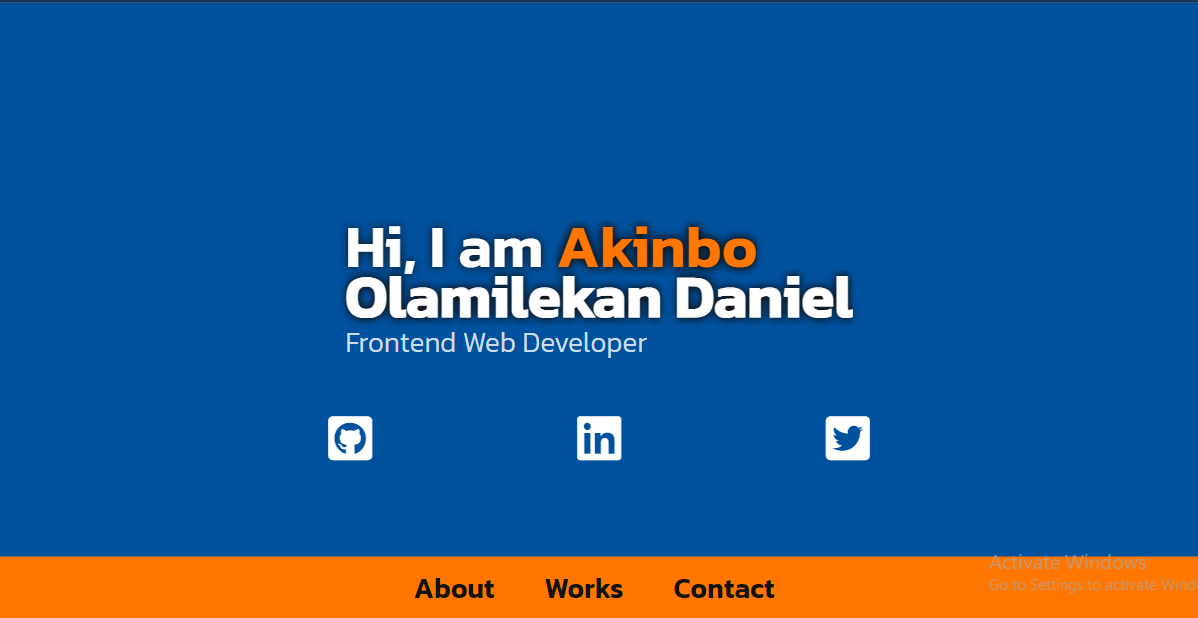 Hi, I am Akinbo
Olamilekan Daniel
Frontend Web Developer
in
About Works Contact
Activate Windows
Go to Settings to activate Wind